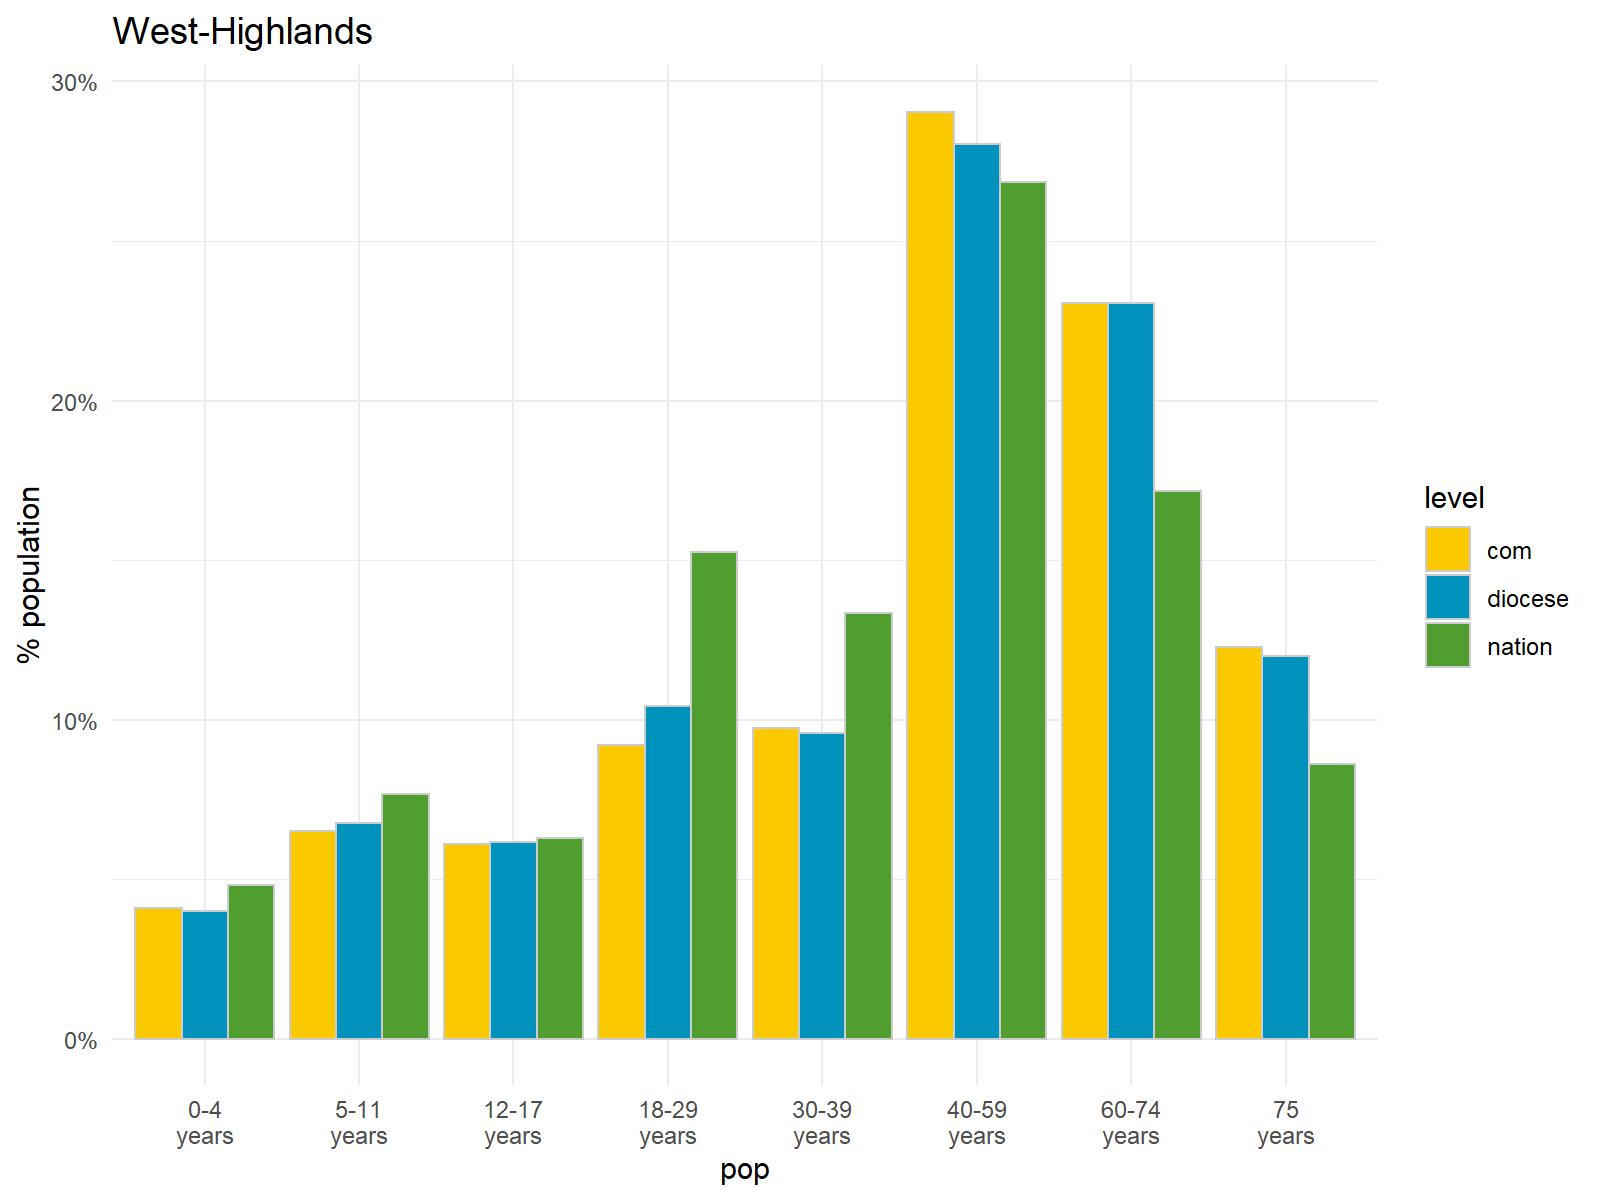 West-Highlands
30%
20%
10%
0%
% population
0-4
years
5-11
years
12-17
years
18-29
years
30-39
years
40-59
years
60-74
years
75
years
pop
level
com
diocese
nation